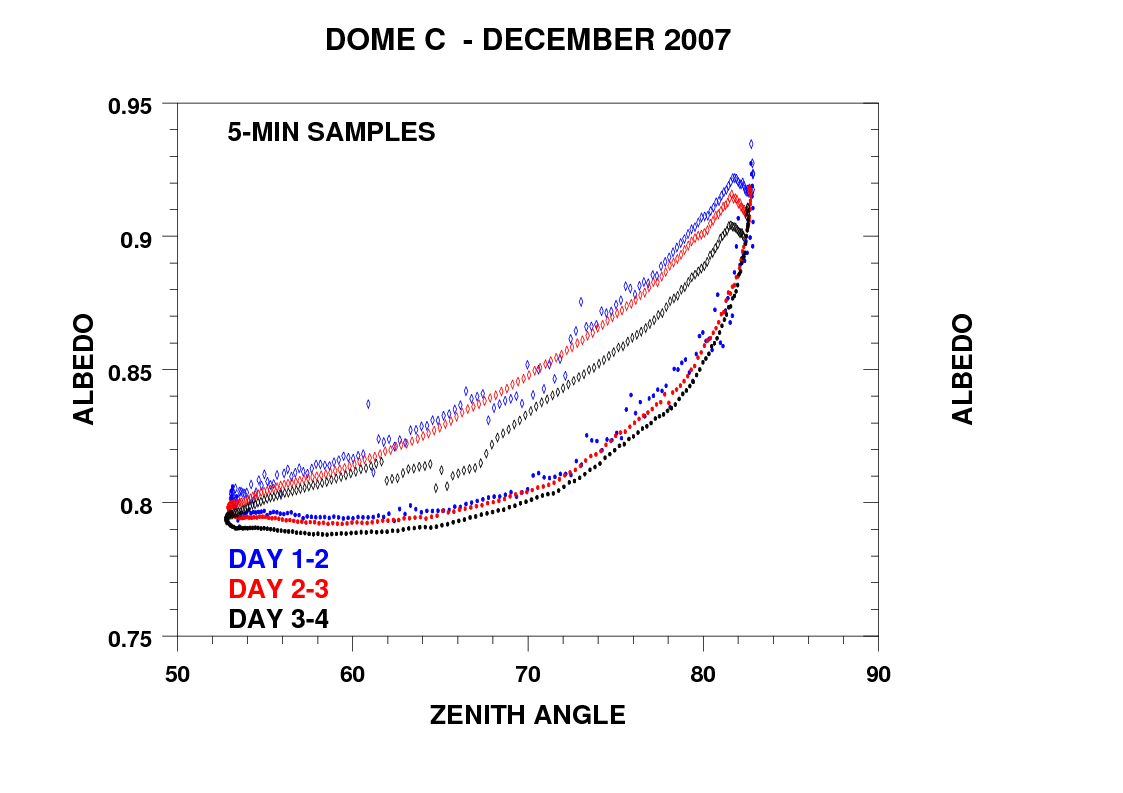 DOME C - DECEMBER 2007
0.95
5-MIN SAMPLES
0.9
ALBEDO
ALBEDO
0.85
0.8
DAY 1-2
DAY 2-3
DAY 3-4
0.75
50 60 70 80 90
ZENITH ANGLE